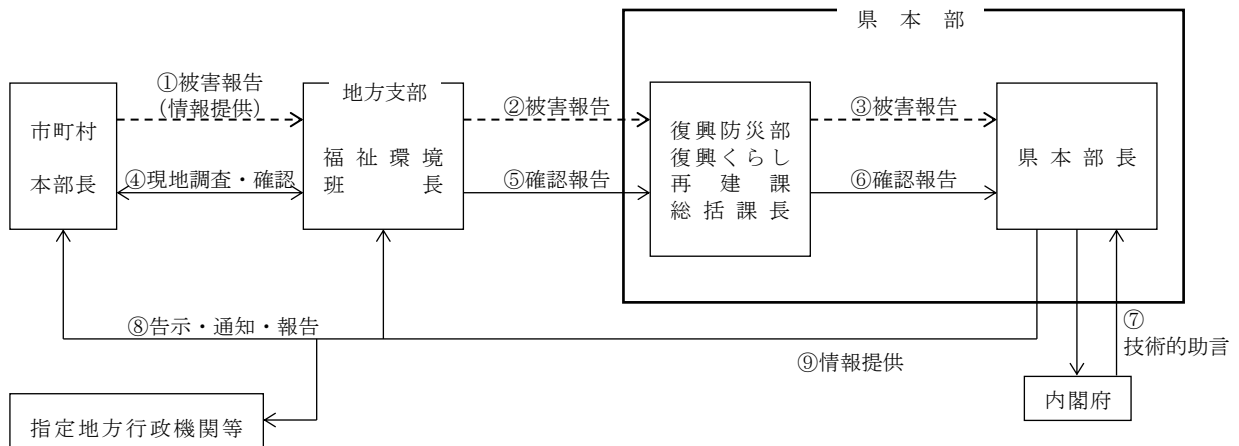 県本部
①被害報告
(情報提供)
地方支部
②被害報告
③被害報告
市町村
本部長
福祉環境
班長
復興防災部
復興くらし
再建課
総括課長
県本部長
④現地調査・確認
⑤確認報告
⑥確認報告
⑧告示・通知・報告
⑦
技術的助言
⑨情報提供
内閣府
指定地方行政機関等